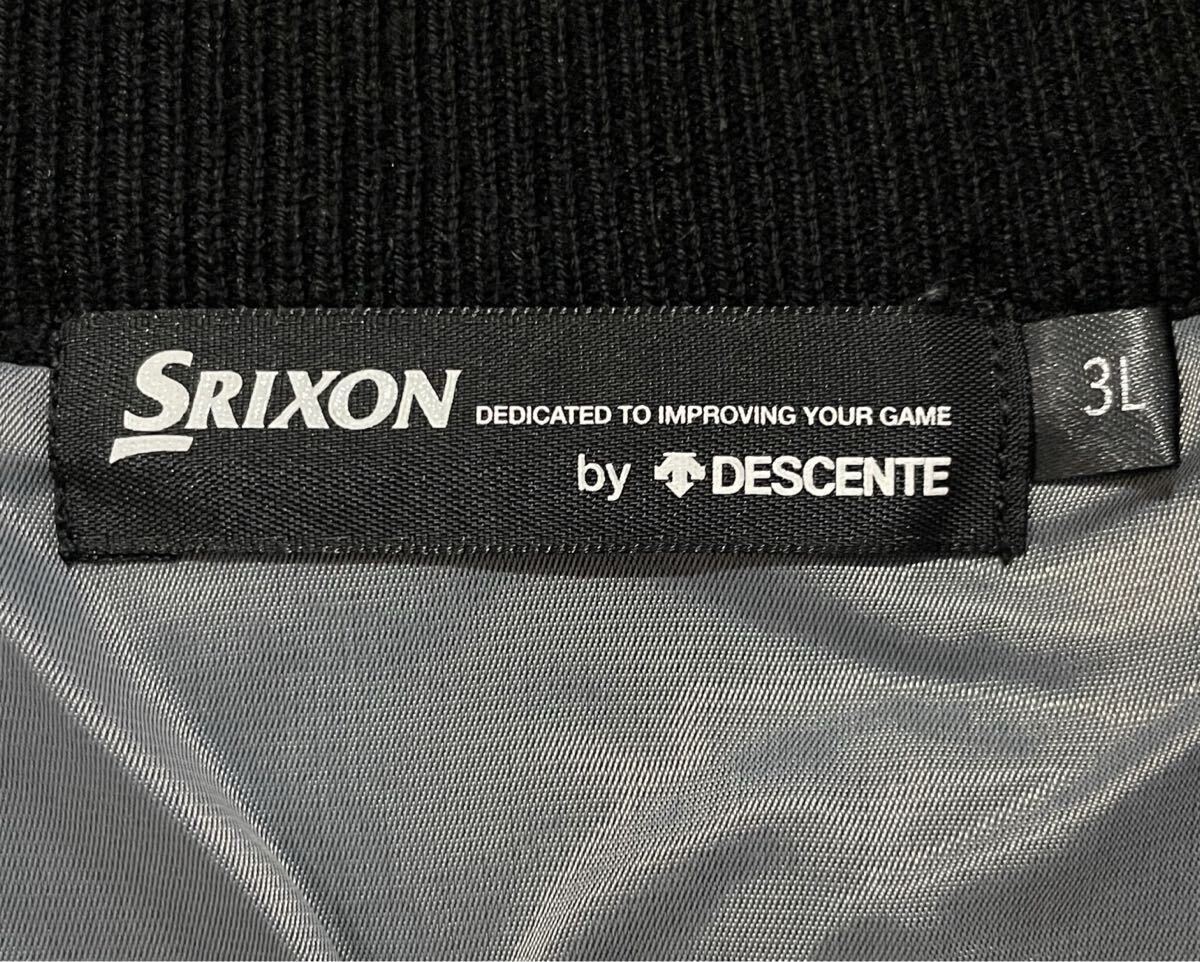 SRIXON DEDICATED TO IMPROVING YOUR GAME
by DESCENTE
3L